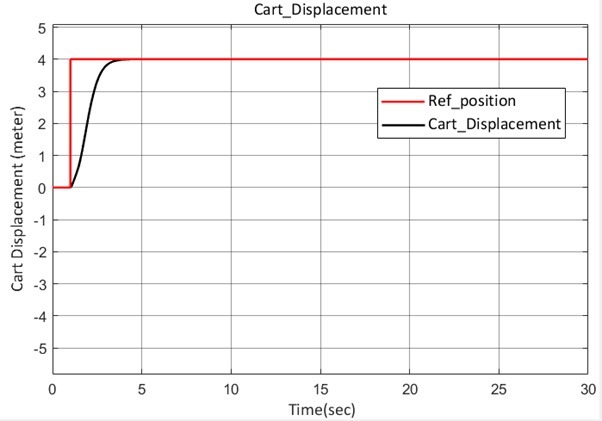 Cart_Displacement
5
4
3
2
1
0
-1
-2
-3
-4
-5
Cart Displacement (meter)
Ref_position
Cart_Displacement
0 5 10 15 20 25 30
Time(sec)